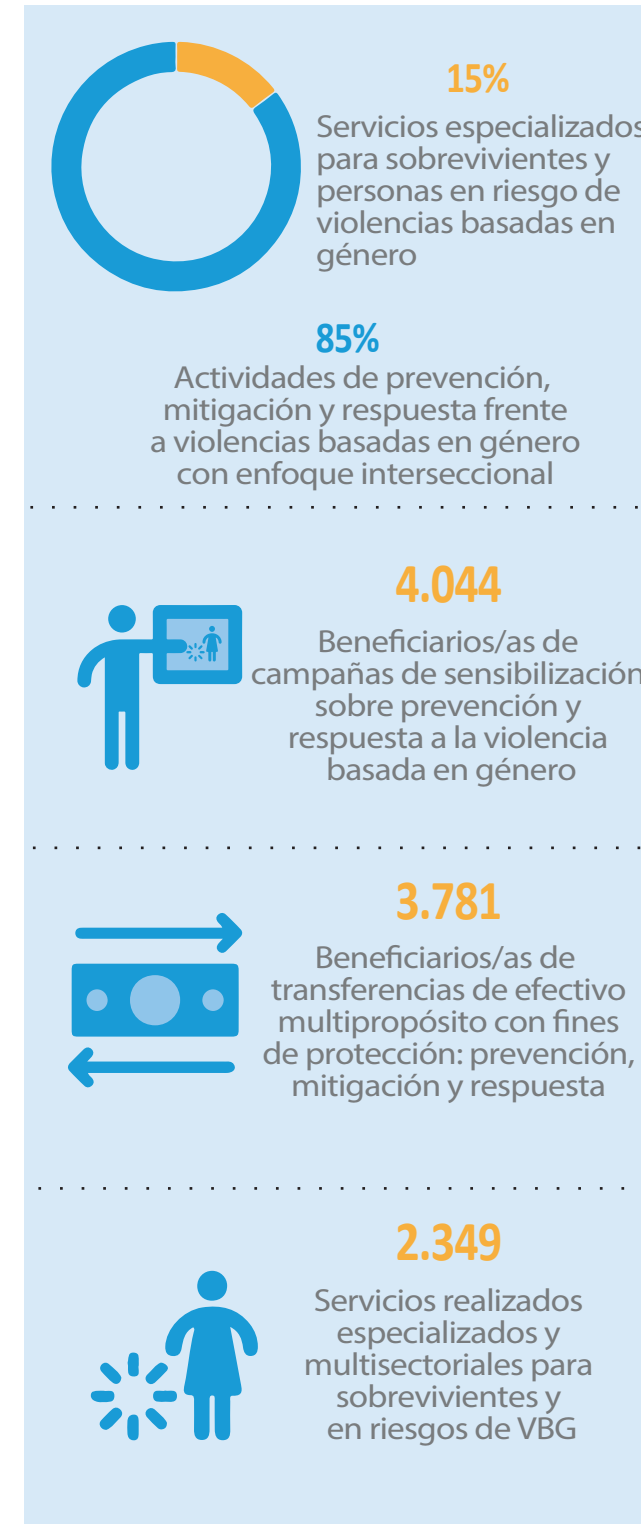 15%
Servicios especializados
para sobrevivientes y
personas en riesgo de
violencias basadas en
género
85%
Actividades de prevención,
mitigación y respuesta frente
a violencias basadas en género
con enfoque interseccional
4.044
Beneficiarios/as de
campañas de sensibilización
sobre prevención y
respuesta a la violencia
basada en género
3.781
Beneficiarios/as de
transferencias de efectivo
multipropósito con fines
de protección: prevención,
mitigación y respuesta
2.349
Servicios realizados
especializados y
multisectoriales para
sobrevivientes y
en riesgos de VBG